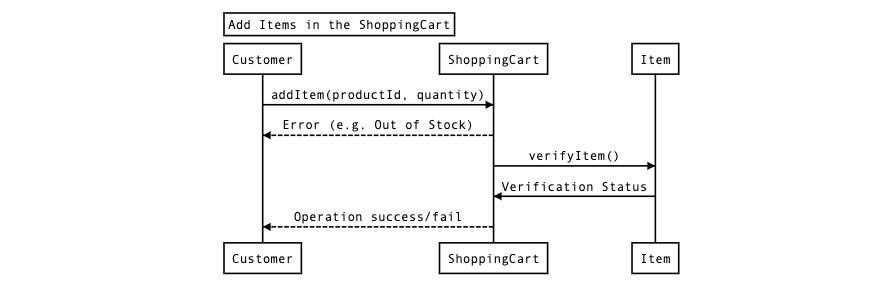 Add Items in the ShoppingCart
Customer ShoppingCart Item
addItem(productId, quantity)
Error (e.g. Out of Stock)
verifyItem()
Verification Status
Operation success/fail
Customer ShoppingCart Item